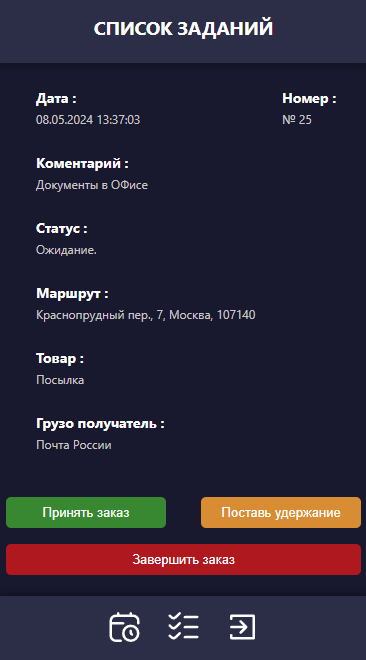 СПИСОК ЗАДАНИЙ
Дата : Номер :
08.05.2024 13:37:03 № 25
Коментарий :
Документы в ОФисе
Статус :
Ожидание.
Маршрут :
Краснопрудный пер., 7, Москва, 107140
Товар :
Посылка
Грузо получатель :
Почта России
Принять заказ Поставь удержание
Завершить заказ